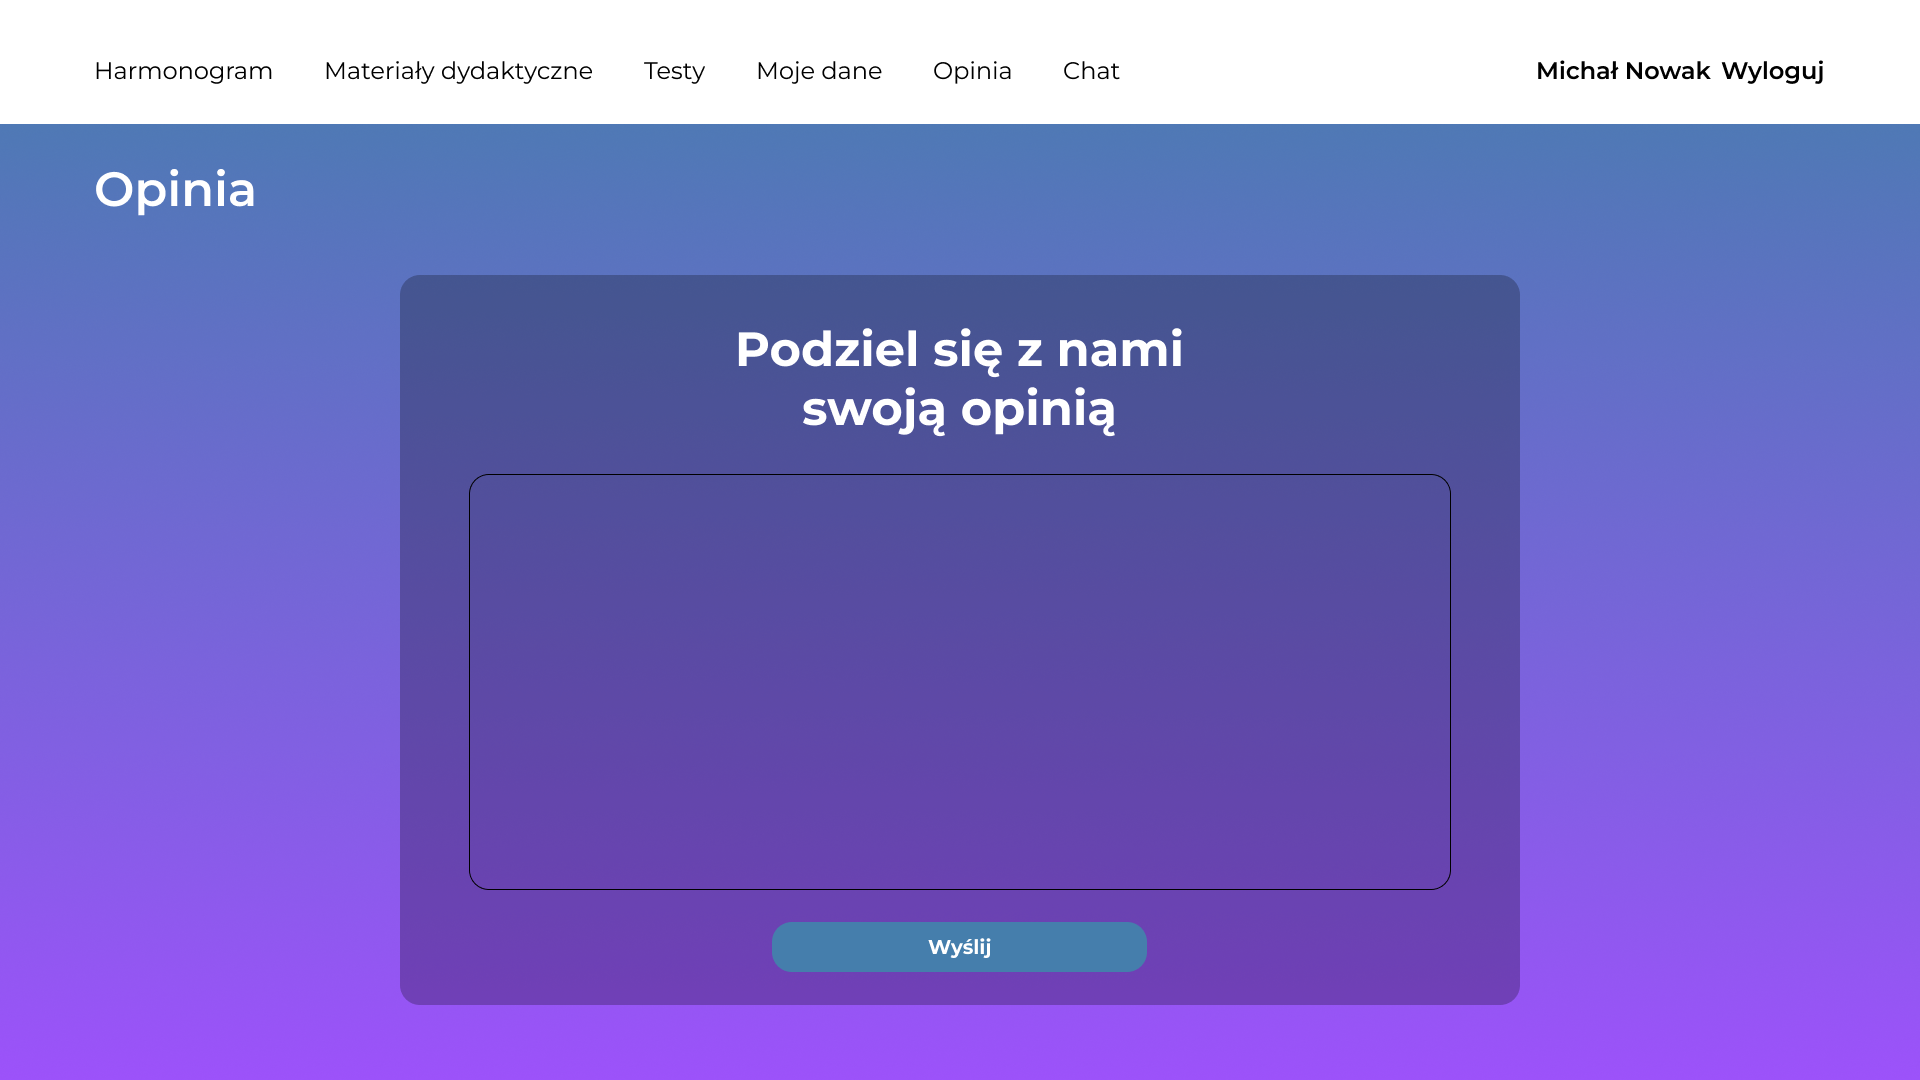 Harmonogram Materiały dydaktyczne Testy Moje dane Opinia Chat Michał Nowak Wyloguj
Opinia
Podziel się z nami
swoją opinią
Wyślij